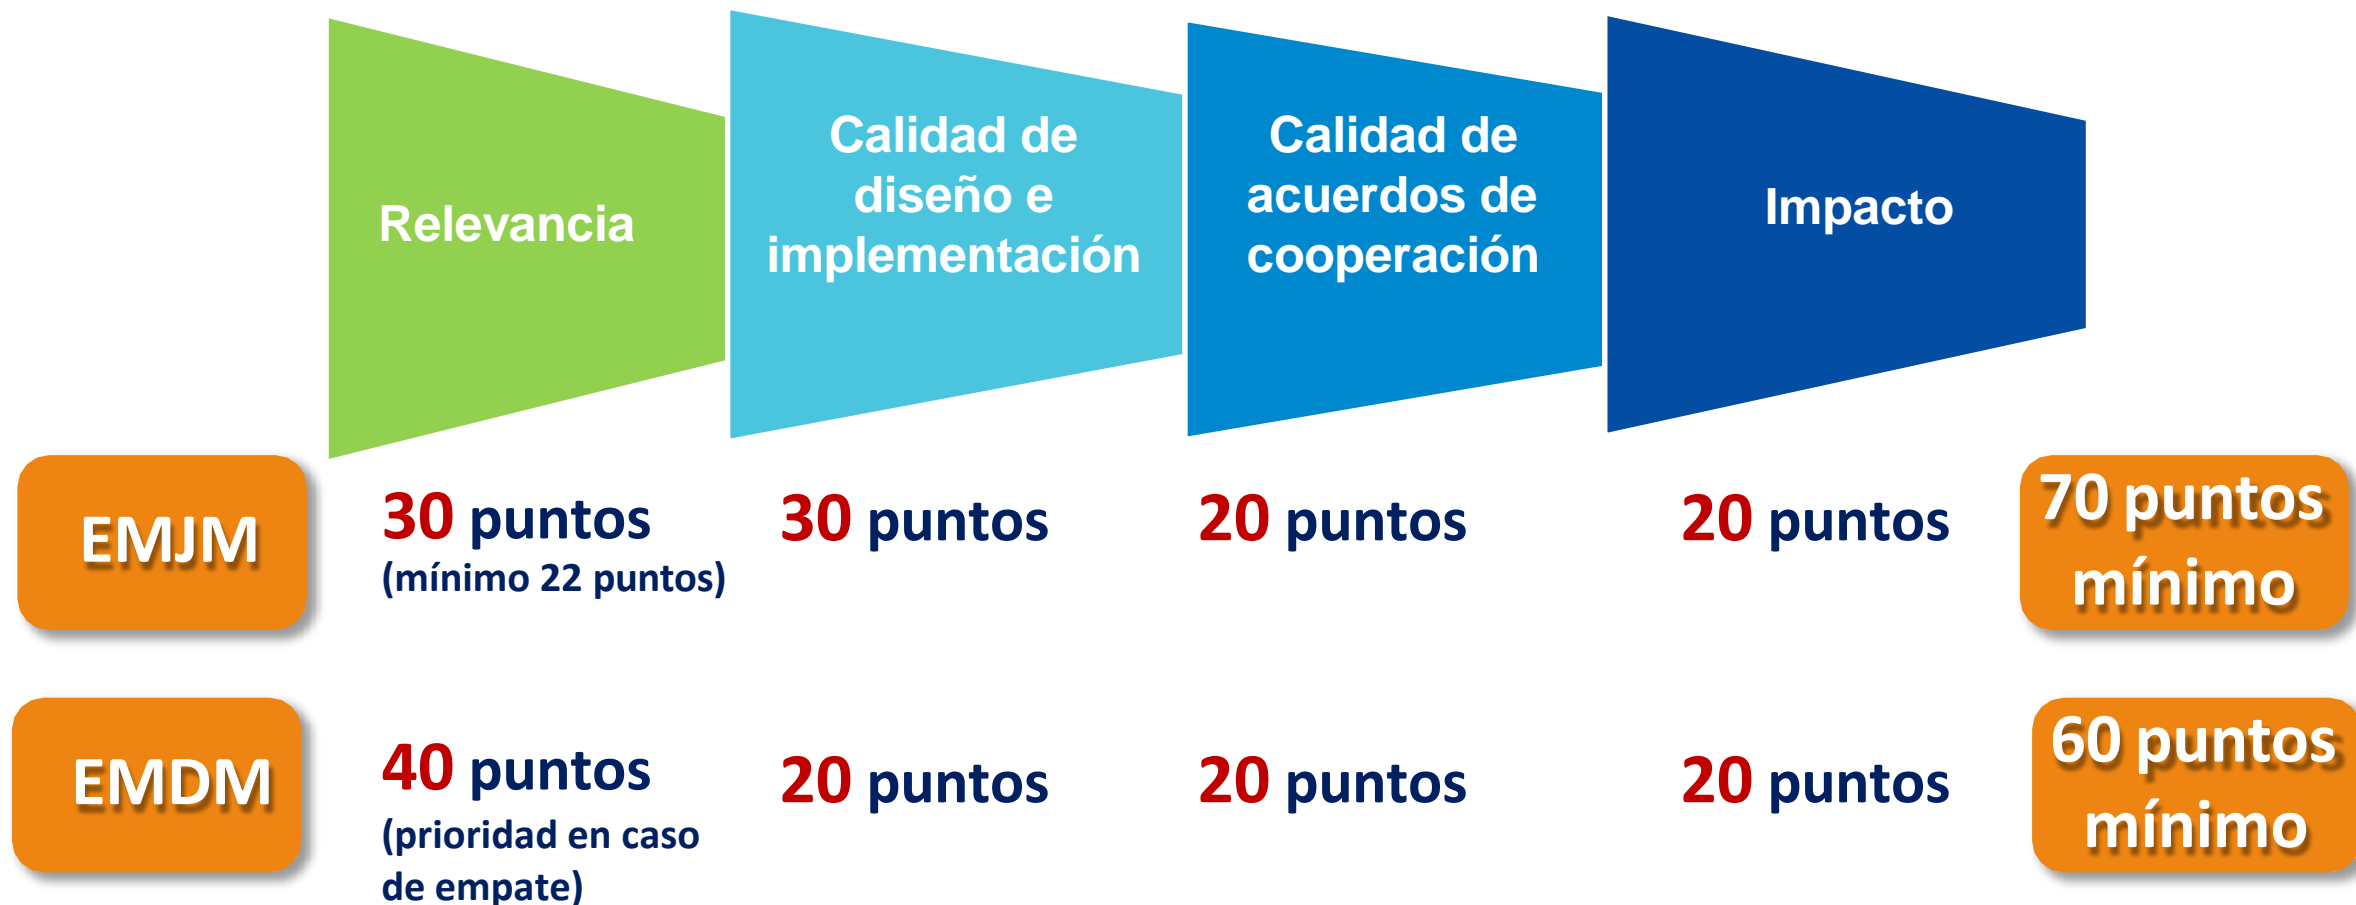 Relevancia
Calidad de
diseño e
implementación
Calidad de
acuerdos de
cooperación
Impacto
EMJM
30 puntos
(mínimo 22 puntos)
30 puntos
20 puntos
20 puntos
70 puntos
mínimo
EMDM
40 puntos
(prioridad en caso
de empate)
20 puntos
20 puntos
20 puntos
60 puntos
mínimo